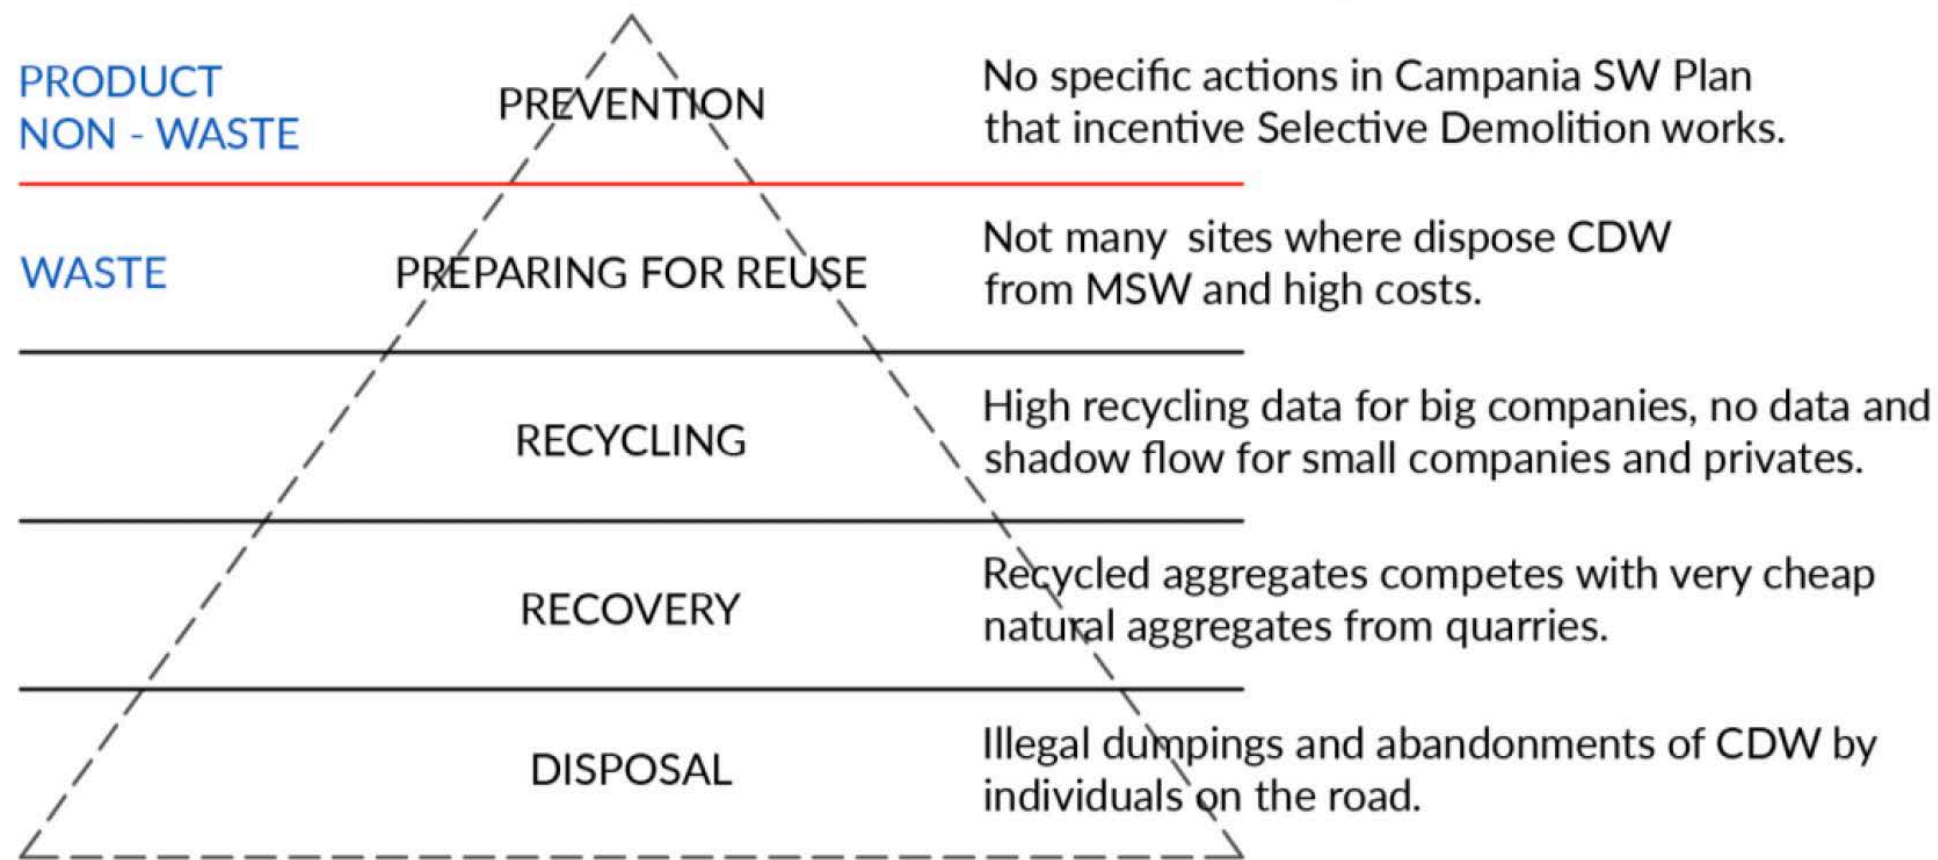 PRODUCT
NON - WASTE
PREVENTION
No specific actions in Campania SW Plan
that incentive Selective Demolition works.
WASTE
PREPARING FOR REUSE
Not many sites where dispose CDW
from MSW and high costs.
RECYCLING
High recycling data for big companies, no data and
shadow flow for small companies and privates.
RECOVERY
Recycled aggregates competes with very cheap
natural aggregates from quarries.
DISPOSAL
Illegal dumpings and abandonments of CDW by
individuals on the road.